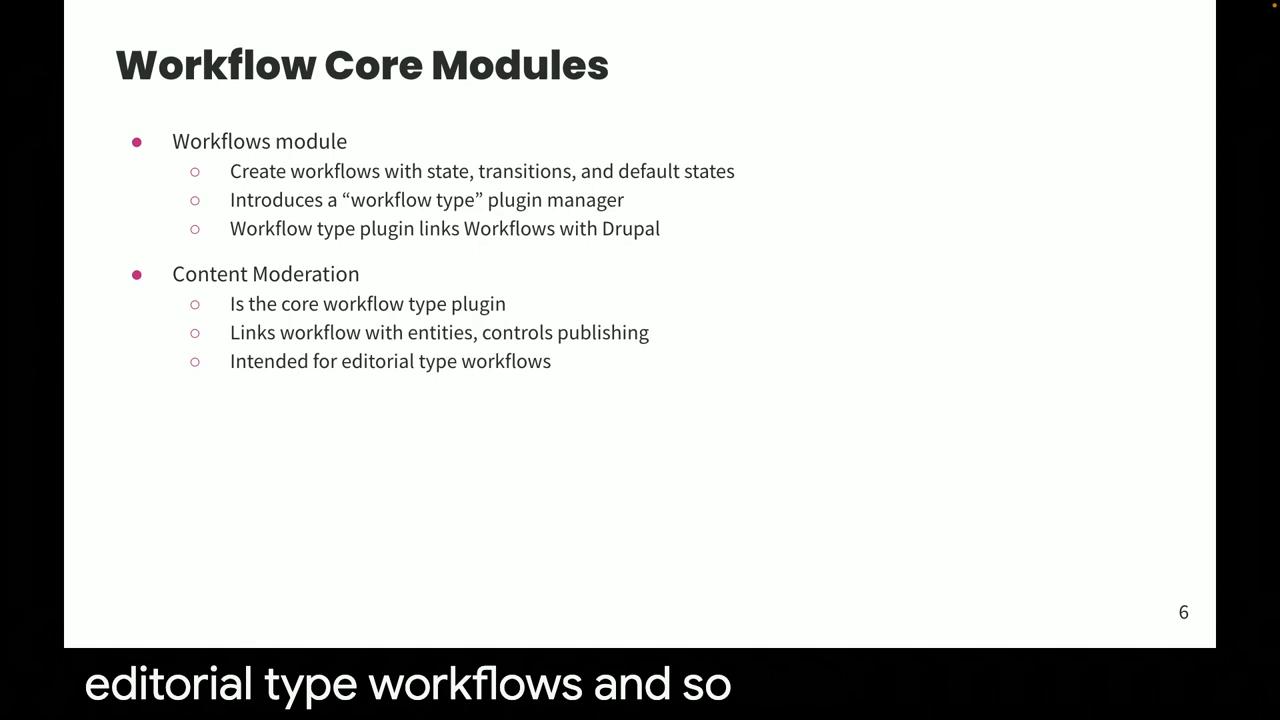 Workflow Core Modules
● Workflows module
○ Create workflows with state, transitions, and default states
○ Introduces a “workflow type” plugin manager
○ Workflow type plugin links Workflows with Drupal
● Content Moderation
○ Is the core workflow type plugin
○ Links workflow with entities, controls publishing
○ Intended for editorial type workflows
6
editorial type workflows and so